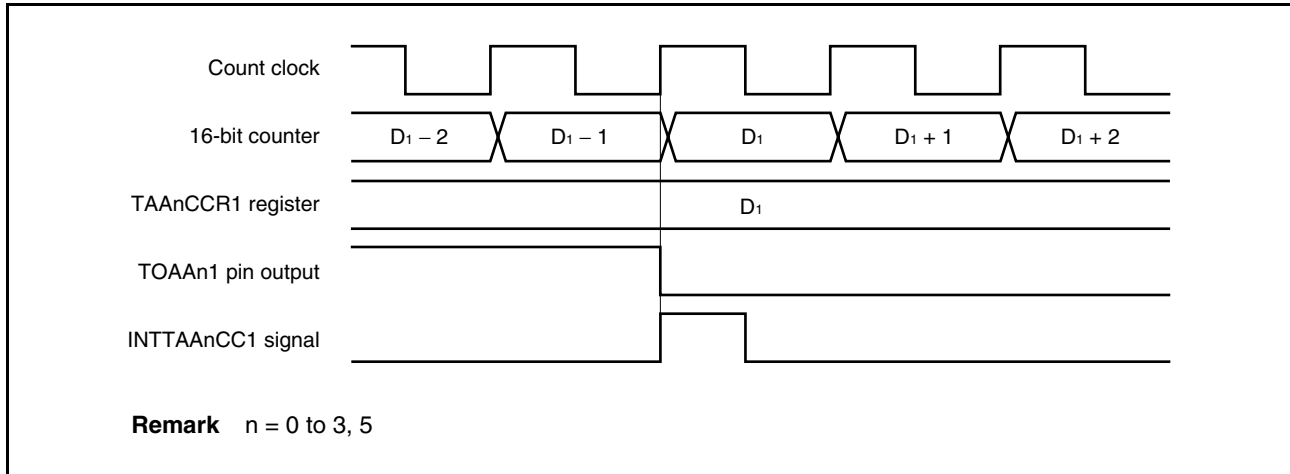 Count clock
16-bit counter D1 − 2 D1 − 1 D1 D1 + 1 D1 + 2
TAAnCCR1 register D1
TOAAn1 pin output
INTTAAnCC1 signal
Remark n = 0 to 3, 5